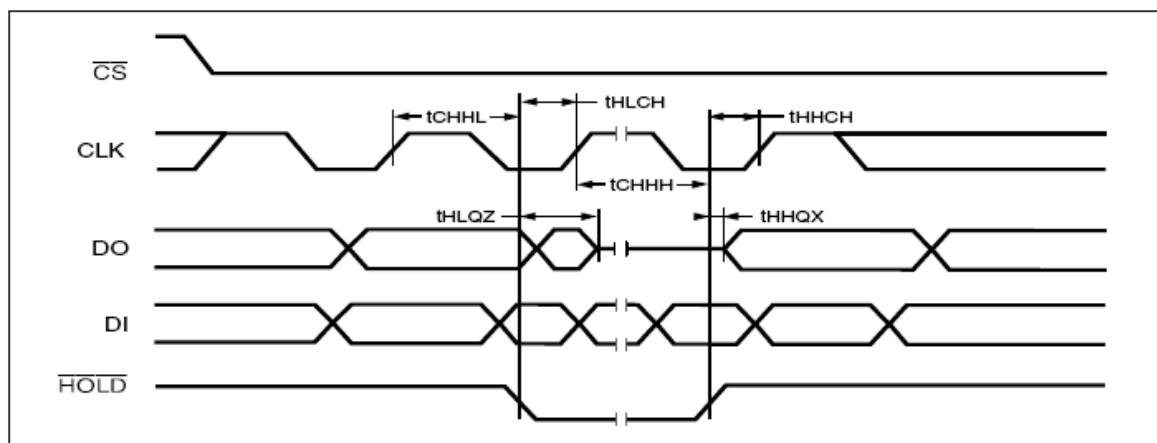 CS
tHLCH
tCHHL
tHHCH
CLK
tCHHH
tHLQZ
tHHQX
DO
DI
HOLD